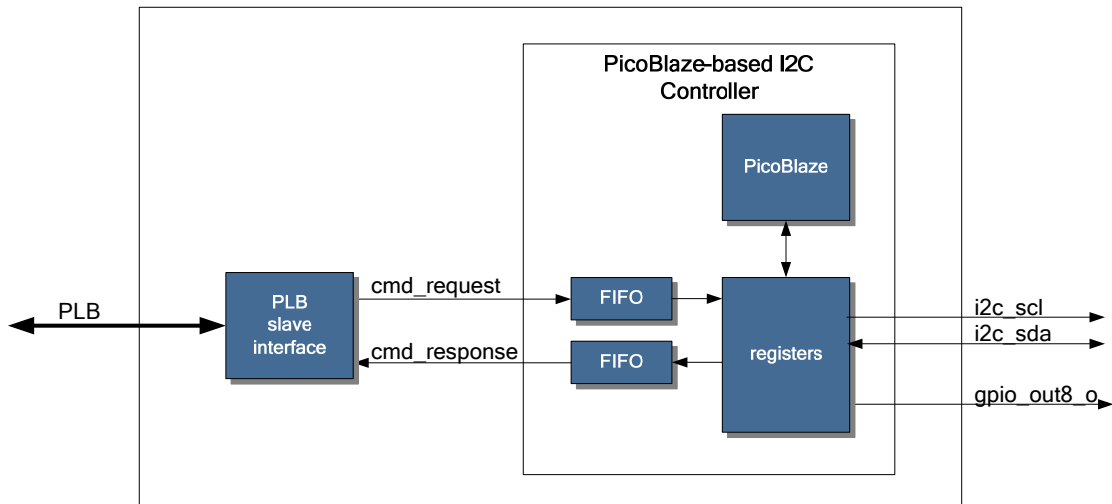 PicoBlaze-based I2C
Controller
PicoBlaze
cmd_request
FIFO
PLB
PLB
slave
interface
cmd_response
FIFO
registers
i2c_scl
i2c_sda
gpio_out8_o